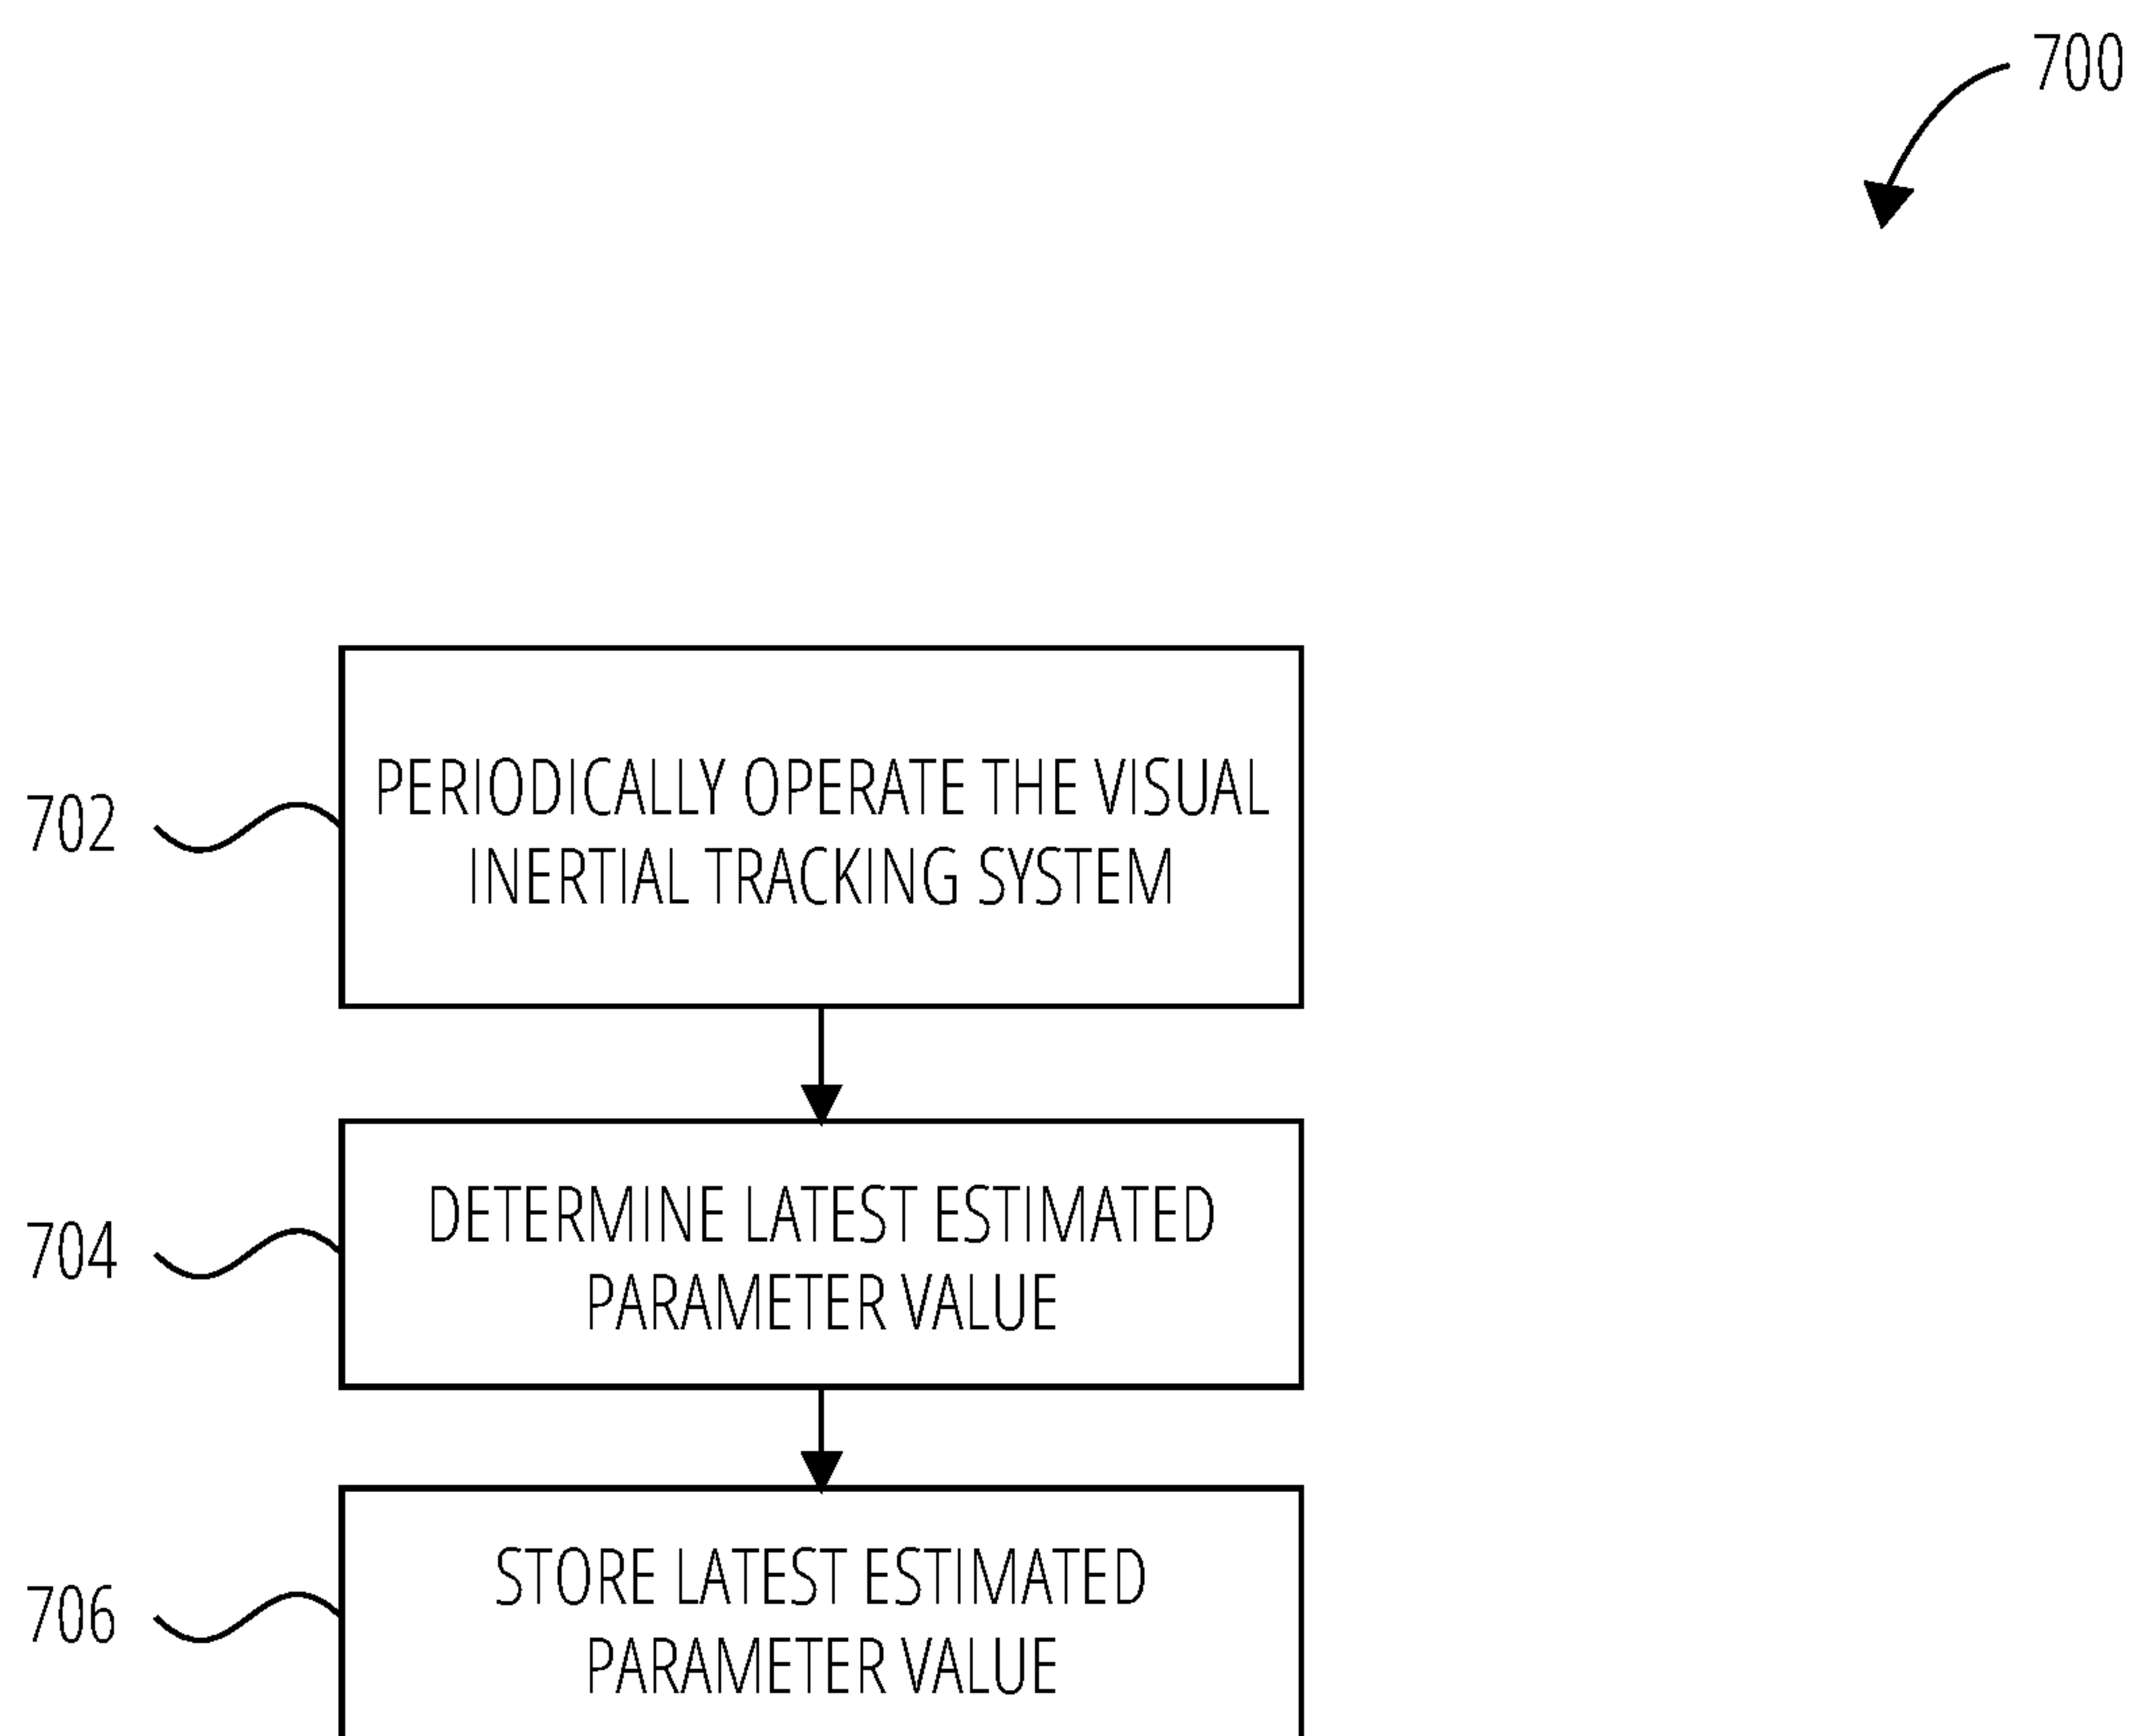 700
702
PERIODICALLY OPERATE THE VISUAL
INERTIAL TRACKING SYSTEM
704
DETERMINE LATEST ESTIMATED
PARAMETER VALUE
706
STORE LATEST ESTIMATED
PARAMETER VALUE